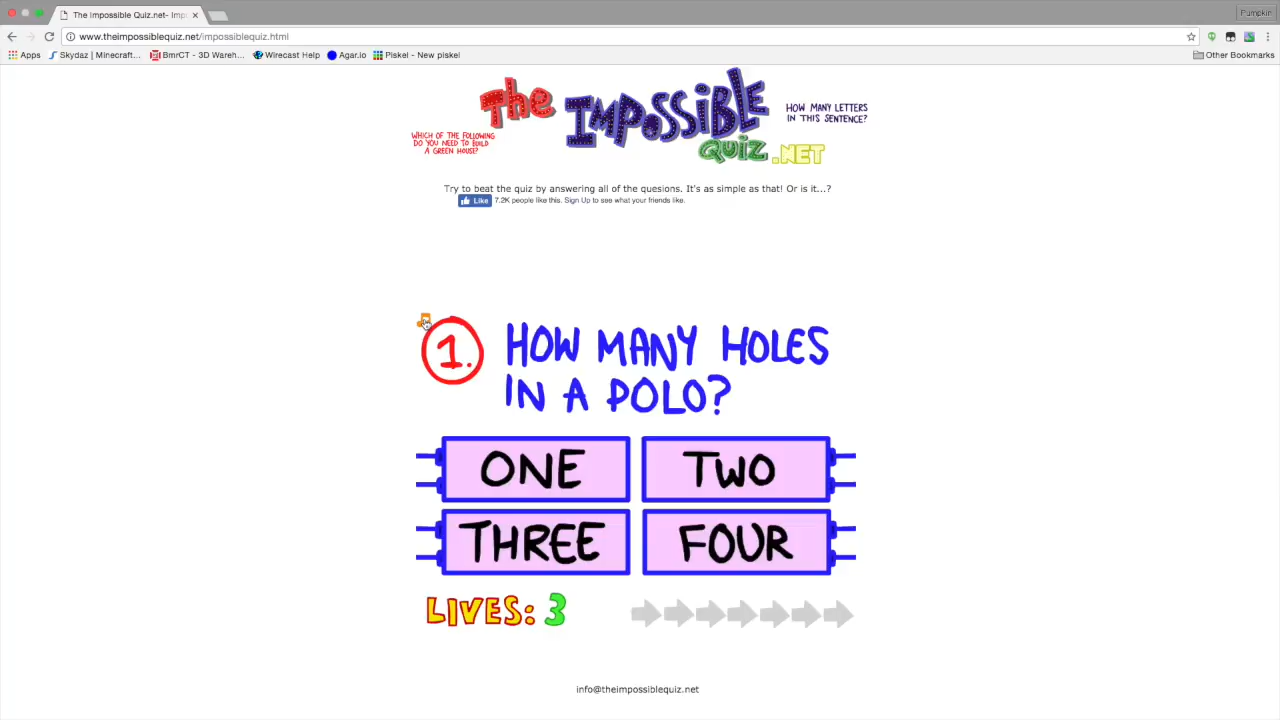 The Impossible Quiz.net- Imp
Pumpkin
www.theimpossiblequiz.net/impossiblequiz.html
Apps
Skydaz | Minecraft...
BmrCT - 3D Wareh...
Wirecast Help
Agar.io
Piskel - New piskel
Other Bookmarks
The IMPOSSIBLE
QUIZ .NET
HOW MANY LETTERS
IN THIS SENTENCE?
WHICH OF THE FOLLOWING
DO YOU NEED TO BUILD
A GREEN HOUSE?
Try to beat the quiz by answering all of the quesions. It's as simple as that! Or is it...?
Like 7.2K people like this. Sign Up to see what your friends like.
1. HOW MANY HOLES
IN A POLO?
ONE TWO
THREE FOUR
LIVES: 3
info@theimpossiblequiz.net